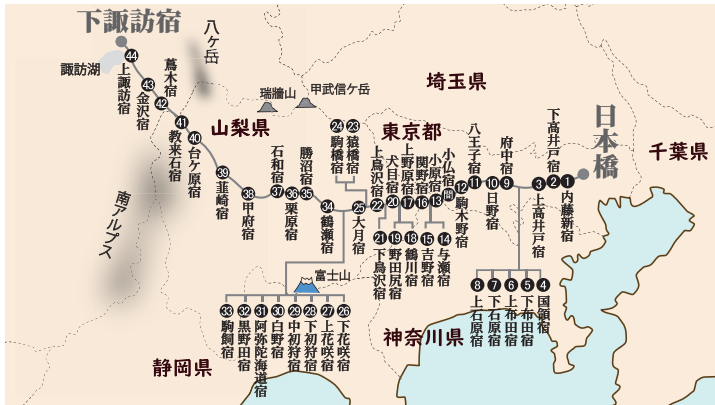 下諏訪宿
八ヶ岳
諏訪湖
44
上諏訪宿
43
金沢宿
蔦木宿
42
41
教来石宿
40
台ケ原宿
39
韮崎宿
38
甲府宿
石和宿
37
36
栗原宿
勝沼宿
35
34
鶴瀬宿
瑞牆山
甲武信ケ岳
山梨県
南アルプス
24
駒橋宿
23
猿橋宿
25
大月宿
上鳥沢宿
22
21
下鳥沢宿
犬目宿
20
19
野田尻宿
上野原宿
17
18
鶴川宿
関野宿
16
15
吉野宿
小原宿
13
14
与瀬宿
小仏宿
間
12
駒木野宿
八王子宿
11
10
日野宿
府中宿
9
3
上高井戸宿
下高井戸宿
2
1
内藤新宿
日本橋
東京都
埼玉県
千葉県
神奈川県
静岡県
富士山
33
駒飼宿
32
黒野田宿
31
阿弥陀海道宿
30
白野宿
29
中初狩宿
28
下初狩宿
27
上花咲宿
26
下花咲宿
8
上石原宿
7
下石原宿
6
上布田宿
5
下布田宿
4
国領宿